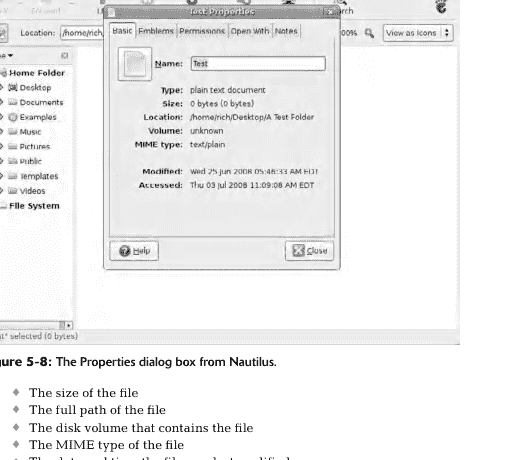 Test Properties
Location: /home/rich,
00%
View as Icons
Basic Emblems Permissions Open With Notes
Name: Test
Type: plain text document
Size: 0 bytes (0 bytes)
Location: /home/rich/Desktop/A Test Folder
Volume: unknown
MIME type: text/plain
Modified: Wed 25 Jun 2008 05:46:33 AM EDT
Accessed: Thu 03 Jul 2008 11:09:08 AM EDT
Help
Close
Home Folder
Desktop
Documents
Examples
Music
Pictures
Public
Templates
Videos
File System
selected (0 bytes)
gure 5-8: The Properties dialog box from Nautilus.
♦ The size of the file
♦ The full path of the file
♦ The disk volume that contains the file
♦ The MIME type of the file